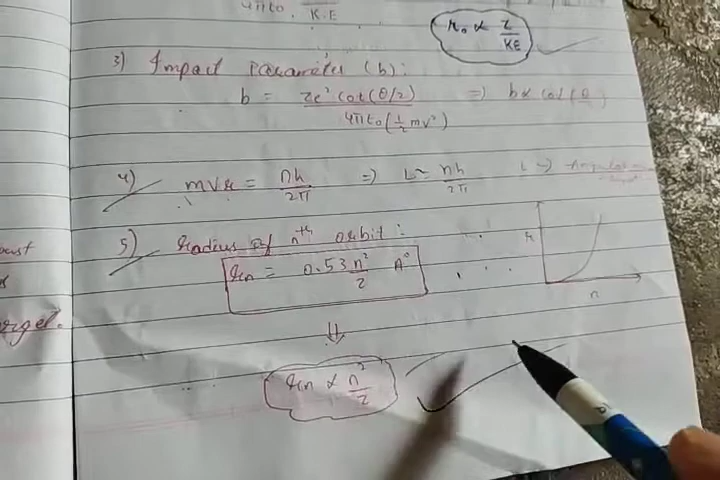 4πε0 . K.E
r0 ∝ Z/KE
3) Impact Parameter (b):
b = Ze² cot(θ/2) / 4πε0(½mv²) => b ∝ cot(θ
4) mvr = nh/2π => L = nh/2π L →
5) Radius of nth orbit:
rn = 0.53 n²/Z A°
r
n
⇓
rn ∝ n²/Z